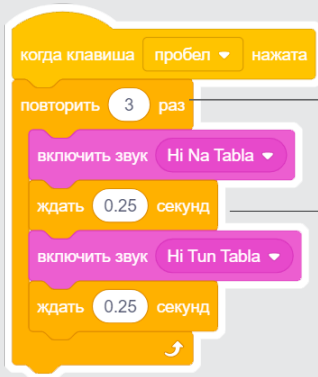 когда клавиша пробел нажата
повторить 3 раз
включить звук Hi Na Tabla
ждать 0.25 секунд
включить звук Hi Tun Tabla
ждать 0.25 секунд